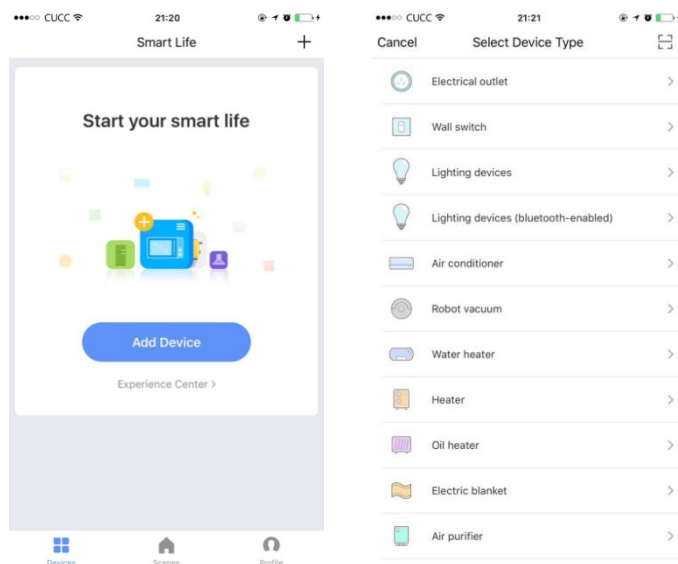 CUCC 21:20
Smart Life +
Start your smart life
Add Device
Experience Center >
Devices Scenes Profile
CUCC 21:21
Cancel Select Device Type
Electrical outlet
Wall switch
Lighting devices
Lighting devices (bluetooth-enabled)
Air conditioner
Robot vacuum
Water heater
Heater
Oil heater
Electric blanket
Air purifier